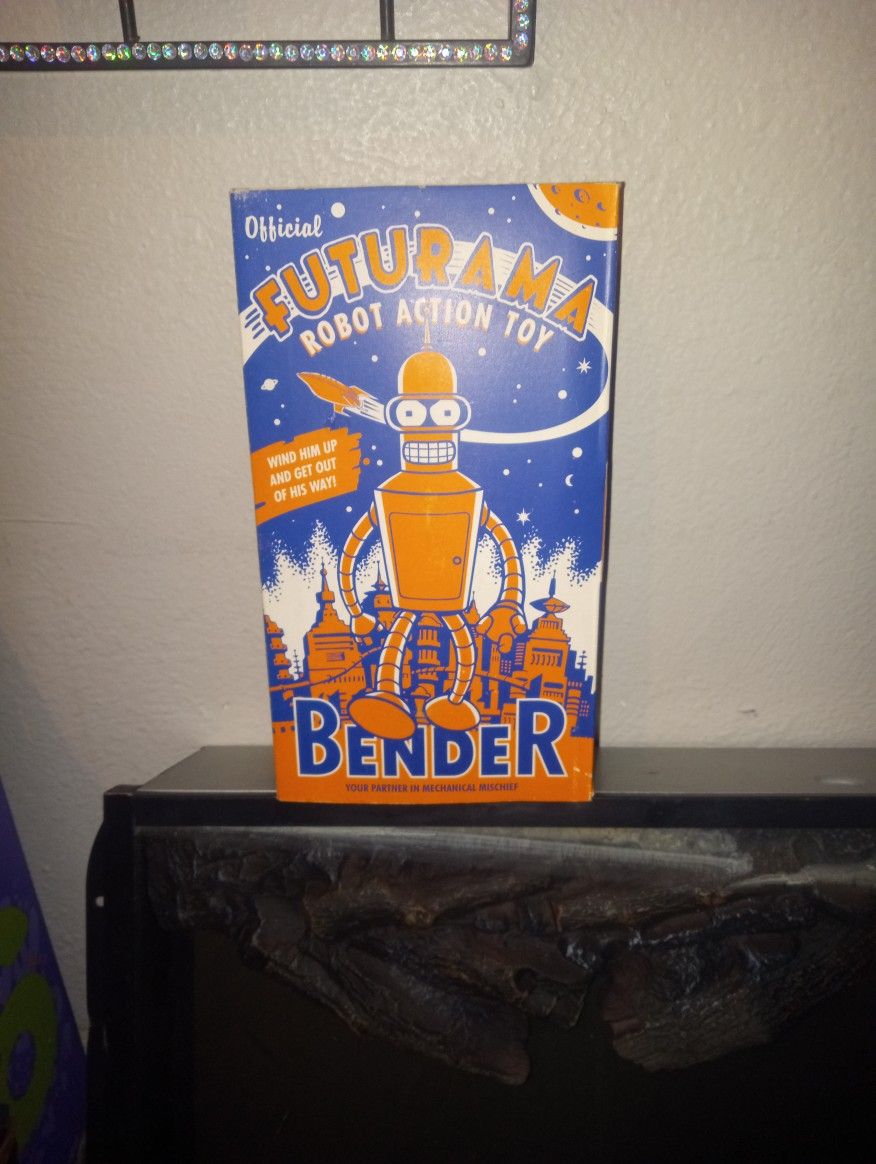 Official
FUTURAMA
ROBOT ACTION TOY
WIND HIM UP
AND GET OUT
OF HIS WAY!
BENDER
YOUR PARTNER IN MECHANICAL MISCHIEF